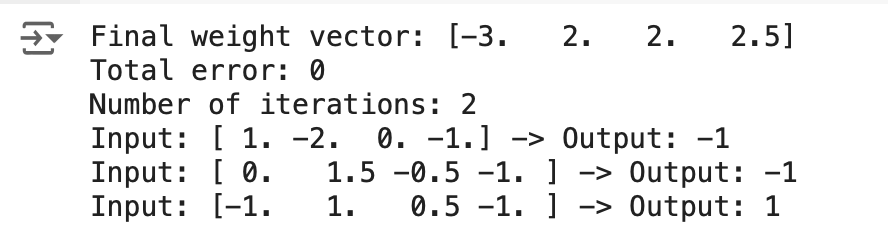 Final weight vector: [-3.   2.   2.   2.5]
Total error: 0
Number of iterations: 2
Input: [ 1. -2.  0. -1.] -> Output: -1
Input: [ 0.   1.5 -0.5 -1. ] -> Output: -1
Input: [-1.   1.   0.5 -1. ] -> Output: 1